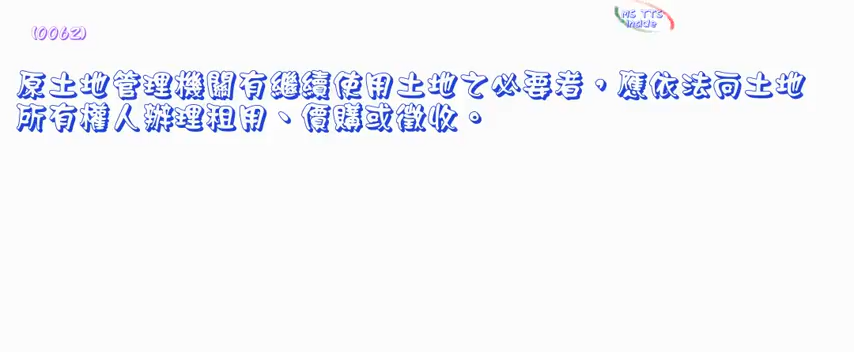 (0062)
MS TTS
Inside
原土地管理機關有繼續使用土地之必要者，應依法向土地
所有權人辦理租用、價購或徵收。